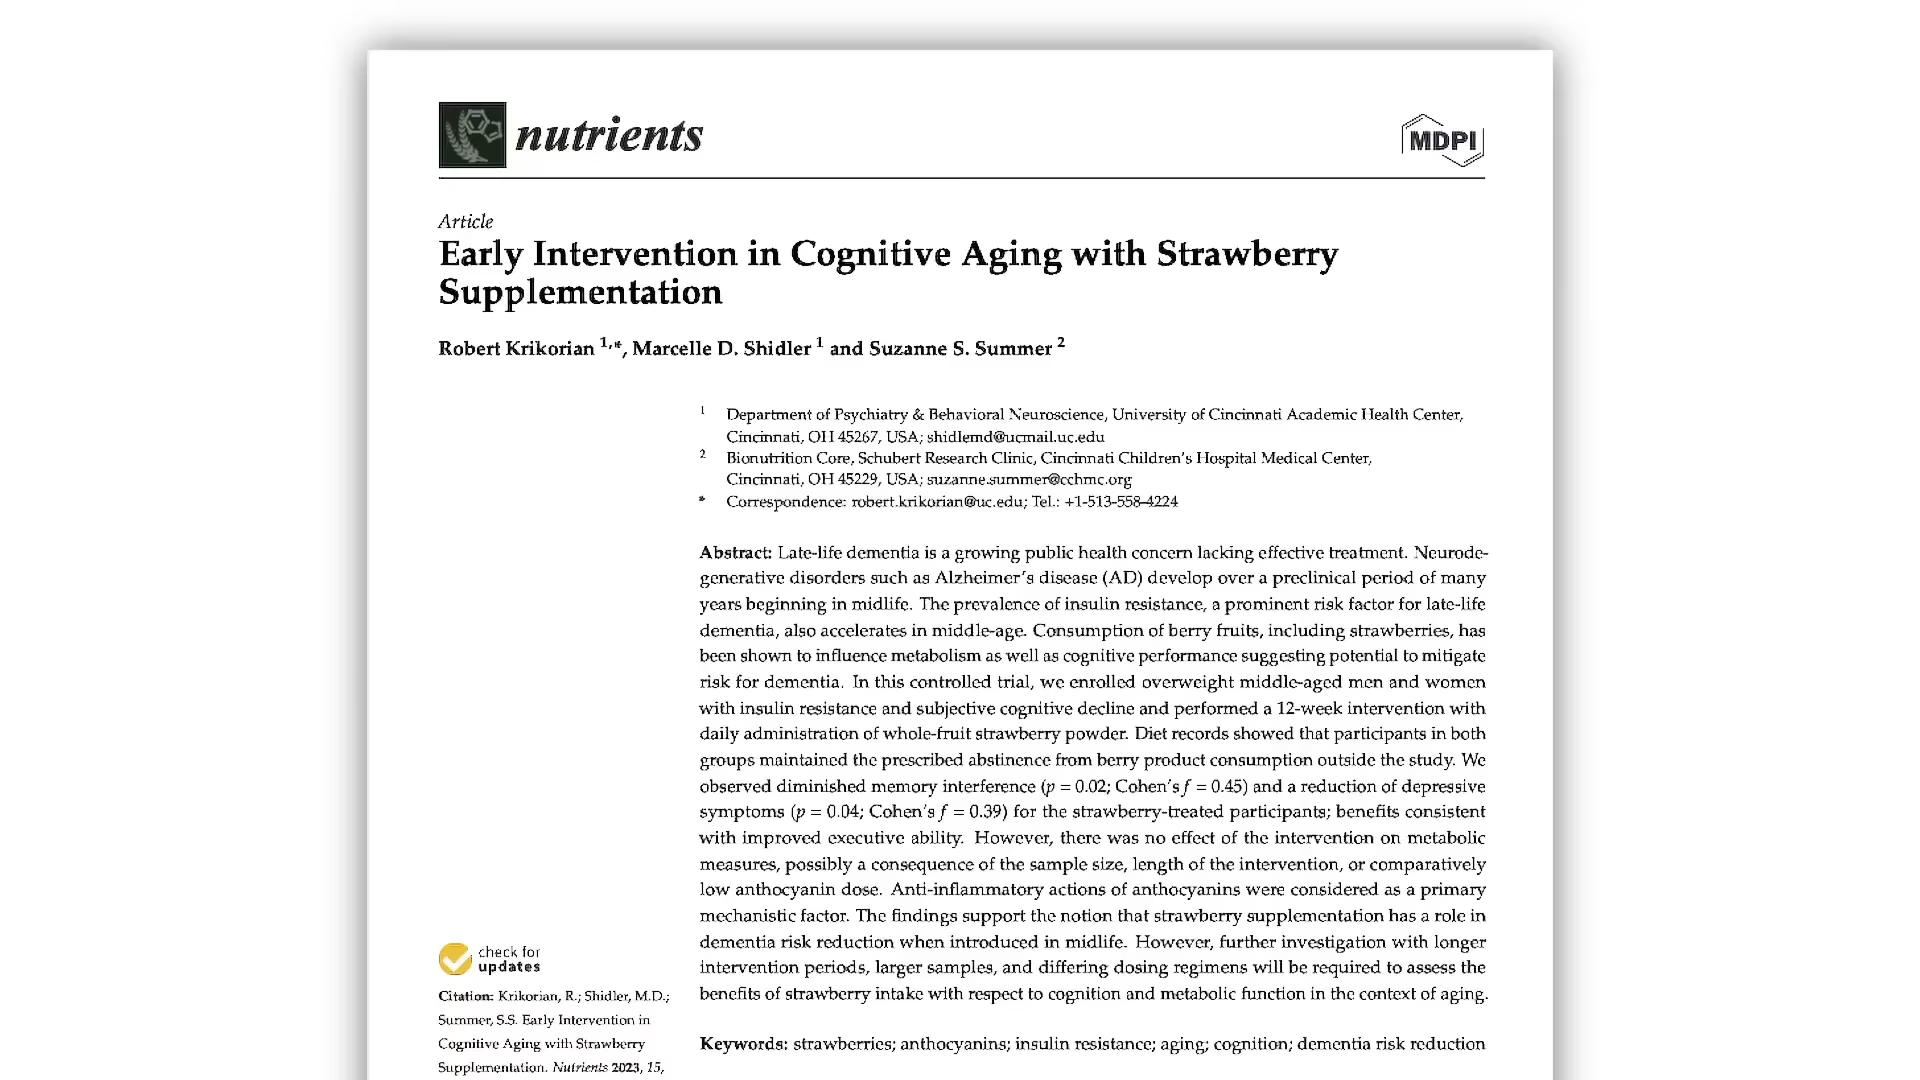 nutrients
MDPI
Article
Early Intervention in Cognitive Aging with Strawberry
Supplementation
Robert Krikorian 1,*, Marcelle D. Shidler 1 and Suzanne S. Summer 2
1 Department of Psychiatry & Behavioral Neuroscience, University of Cincinnati Academic Health Center,
Cincinnati, OH 45267, USA; shidlemd@ucmail.uc.edu
2 Bionutrition Core, Schubert Research Clinic, Cincinnati Children's Hospital Medical Center,
Cincinnati, OH 45229, USA; suzanne.summer@cchmc.org
* Correspondence: robert.krikorian@uc.edu; Tel.: +1-513-558-4224
Abstract: Late-life dementia is a growing public health concern lacking effective treatment. Neurode-
generative disorders such as Alzheimer's disease (AD) develop over a preclinical period of many
years beginning in midlife. The prevalence of insulin resistance, a prominent risk factor for late-life
dementia, also accelerates in middle-age. Consumption of berry fruits, including strawberries, has
been shown to influence metabolism as well as cognitive performance suggesting potential to mitigate
risk for dementia. In this controlled trial, we enrolled overweight middle-aged men and women
with insulin resistance and subjective cognitive decline and performed a 12-week intervention with
daily administration of whole-fruit strawberry powder. Diet records showed that participants in both
groups maintained the prescribed abstinence from berry product consumption outside the study. We
observed diminished memory interference (p = 0.02; Cohen's f = 0.45) and a reduction of depressive
symptoms (p = 0.04; Cohen's f = 0.39) for the strawberry-treated participants; benefits consistent
with improved executive ability. However, there was no effect of the intervention on metabolic
measures, possibly a consequence of the sample size, length of the intervention, or comparatively
low anthocyanin dose. Anti-inflammatory actions of anthocyanins were considered as a primary
mechanistic factor. The findings support the notion that strawberry supplementation has a role in
dementia risk reduction when introduced in midlife. However, further investigation with longer
intervention periods, larger samples, and differing dosing regimens will be required to assess the
benefits of strawberry intake with respect to cognition and metabolic function in the context of aging.
Keywords: strawberries; anthocyanins; insulin resistance; aging; cognition; dementia risk reduction
check for
updates
Citation: Krikorian, R.; Shidler, M.D.;
Summer, S.S. Early Intervention in
Cognitive Aging with Strawberry
Supplementation. Nutrients 2023, 15,